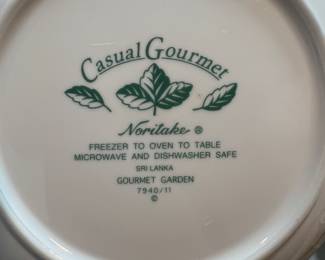 Casual Gourmet
Noritake ®
FREEZER TO OVEN TO TABLE
MICROWAVE AND DISHWASHER SAFE
SRI LANKA
GOURMET GARDEN
7940/11
©